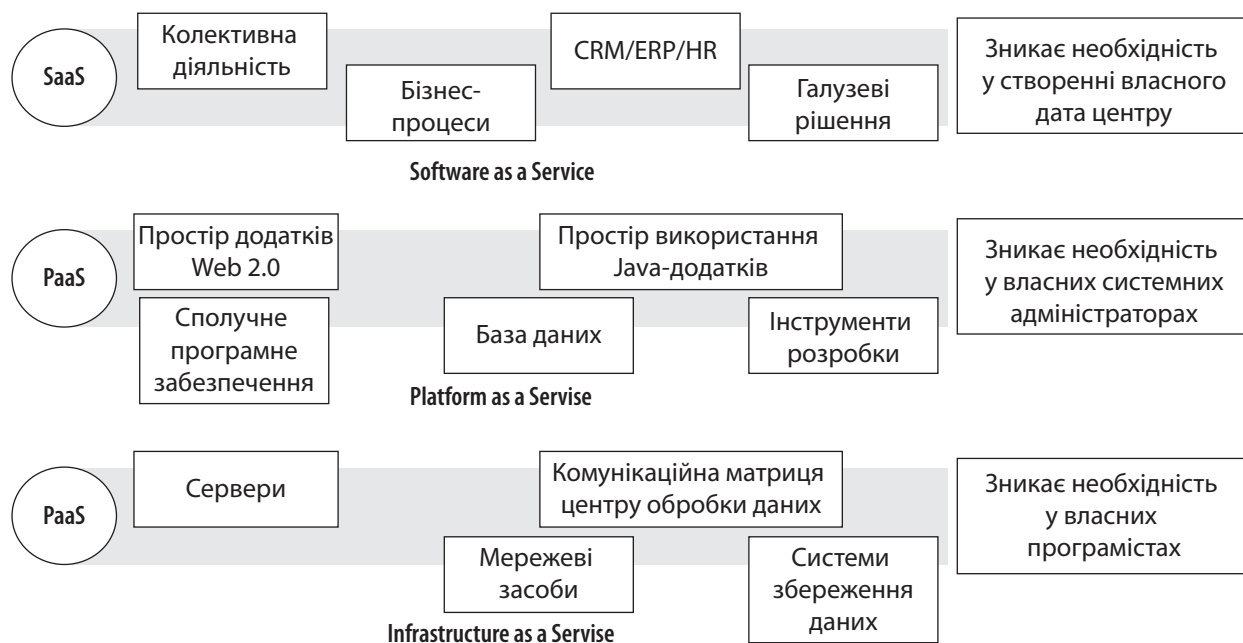 SaaS
Колективна
діяльність
Бізнес-
процеси
CRM/ERP/HR
Галузеві
рішення
Зникає необхідність
у створенні власного
дата центру
Software as a Service
PaaS
Простір додатків
Web 2.0
Сполучне
програмне
забезпечення
База даних
Простір використання
Java-додатків
Інструменти
розробки
Зникає необхідність
у власних системних
адміністраторах
Platform as a Servise
PaaS
Сервери
Мережеві
засоби
Комунікаційна матриця
центру обробки даних
Системи
збереження
даних
Зникає необхідність
у власних
програмістах
Infrastructure as a Servise